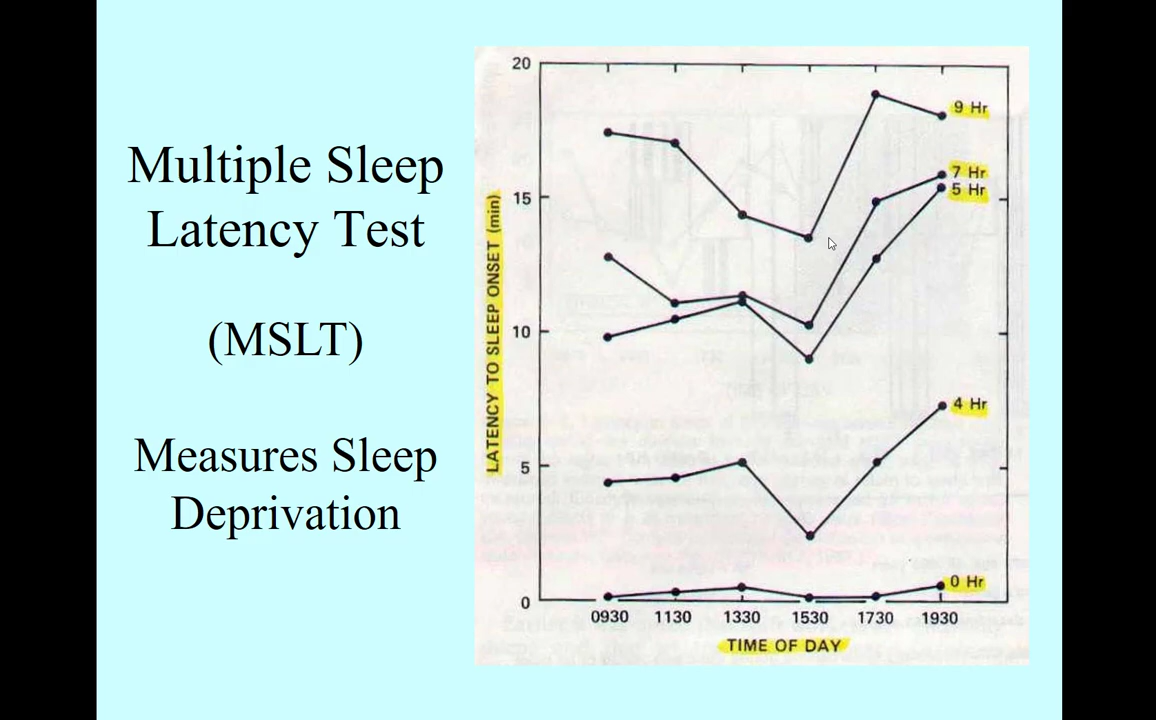 Multiple Sleep
Latency Test
(MSLT)
Measures Sleep
Deprivation
LATENCY TO SLEEP ONSET (min)
20
15
10
5
0
9 Hr
7 Hr
5 Hr
4 Hr
0 Hr
0930 1130 1330 1530 1730 1930
TIME OF DAY